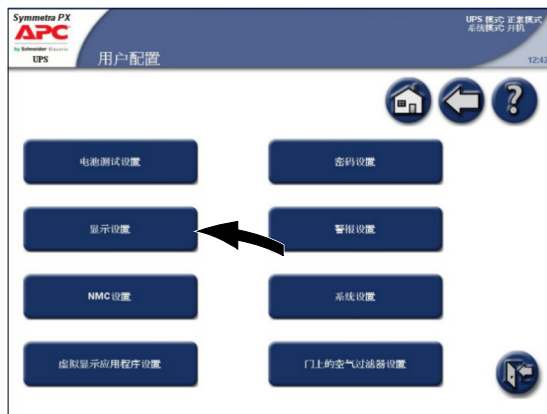 Symmetra PX
APC
by Schneider Electric
UPS
用户配置
UPS 模式: 正常模式
系统模式: 开机
12:42
电池测试设置
密码设置
显示设置
警报设置
NMC 设置
系统设置
虚拟显示应用程序设置
门上的空气过滤器设置